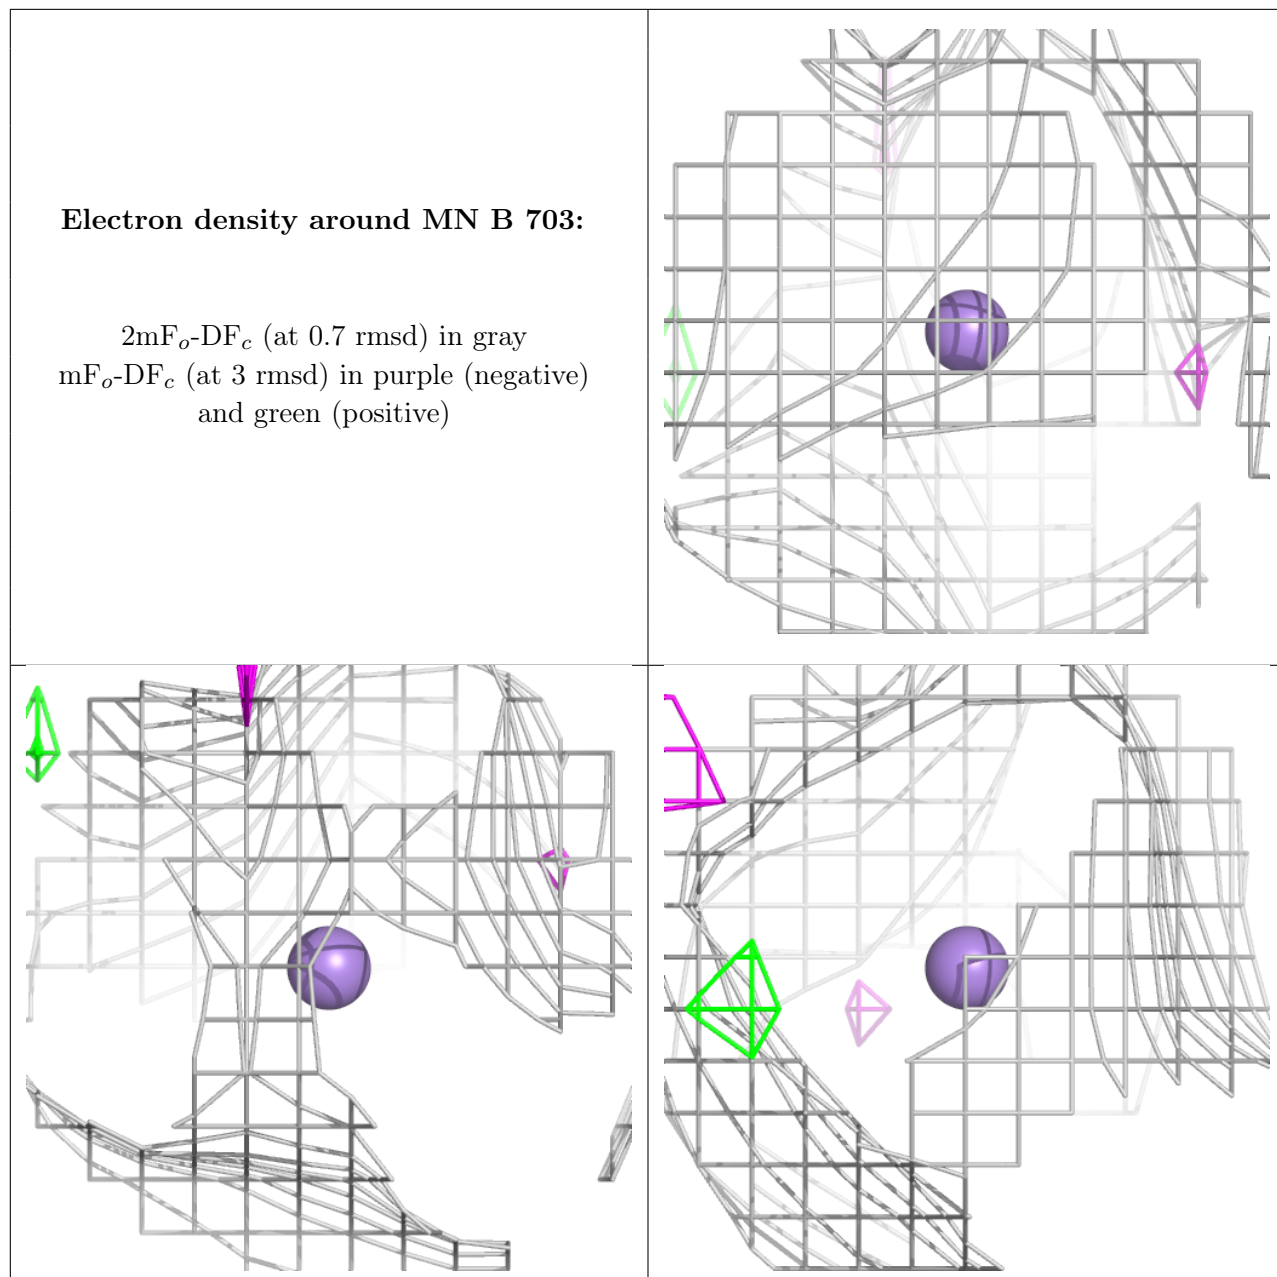 Electron density around MN B 703:
2mFo-DFc (at 0.7 rmsd) in gray
mFo-DFc (at 3 rmsd) in purple (negative)
and green (positive)